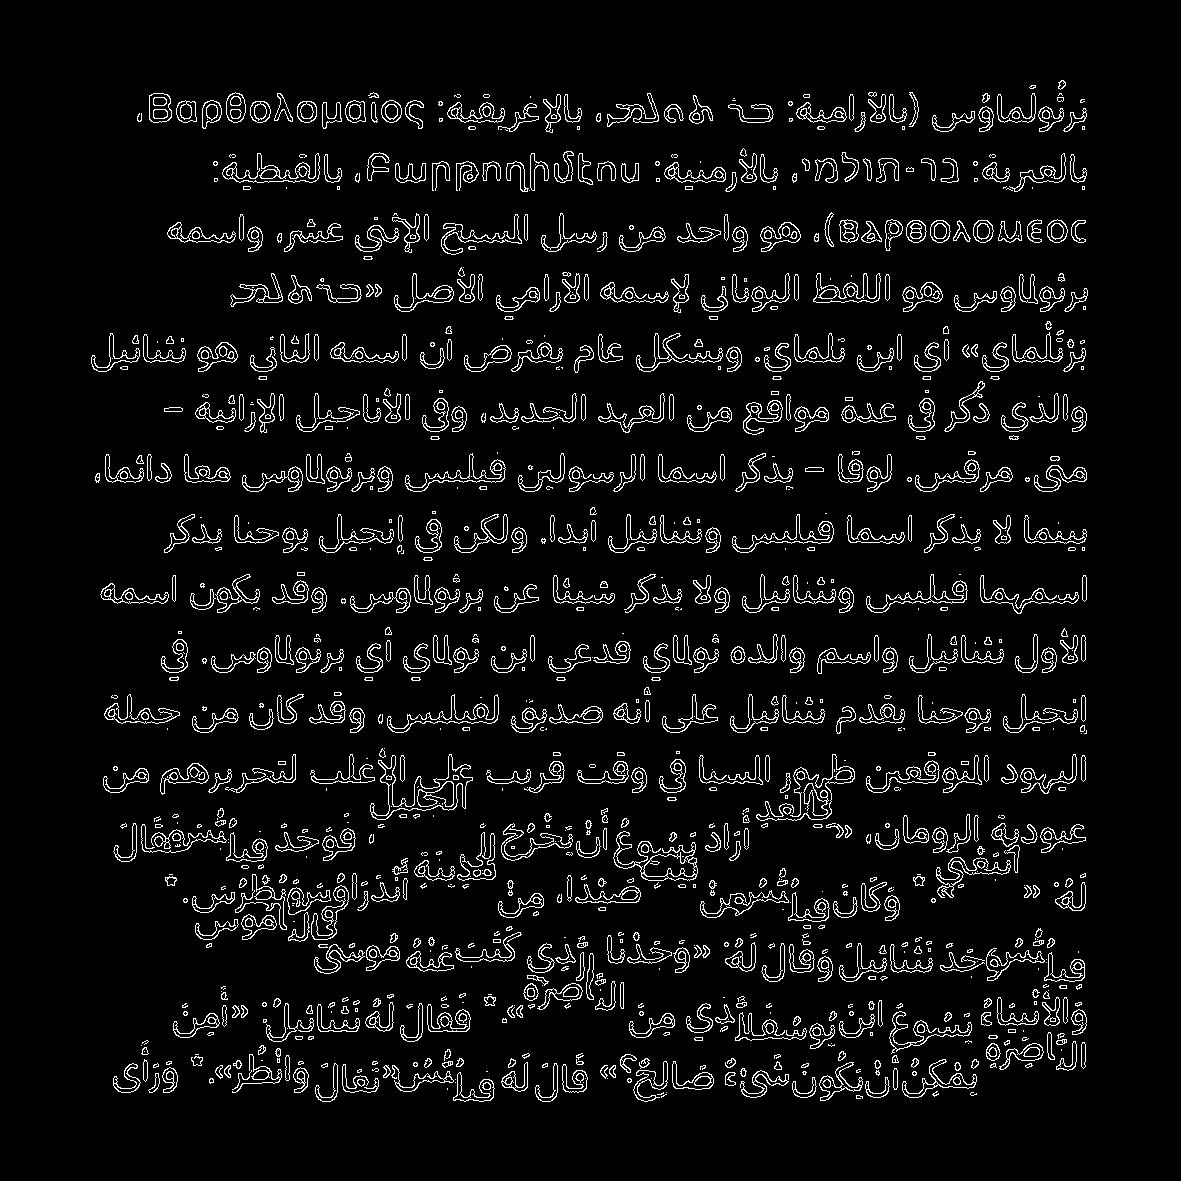 بَرثُولَماوُس (بالآرامية: ܒܪ ܬܘܠܡܝ، بالإغريقية: Βαρθολομαῖος،
بالعبرية: בר-תולמי، بالأرمنية: Բարթողիմէոս، بالقبطية:
ⲃⲁⲣⲑⲟⲗⲟⲙⲉⲟⲥ)، هو واحد من رسل المسيح الإثني عشر، واسمه
برثولماوس هو اللفظ اليوناني لإسمه الآرامي الأصل «ܒܪܬܘܠܡܝ
بَرْتَلْماي» أي ابن تَلمايَ. وبشكل عام يفترض أن اسمه الثاني هو نثنائيل
والذي ذُكر في عدة مواقع من العهد الجديد، وفي الأناجيل الإزائية –
متى. مرقس. لوقا – يذكر اسما الرسولين فيلبس وبرثولماوس معا دائما،
بينما لا يذكر اسما فيلبس ونثنائيل أبدا. ولكن في إنجيل يوحنا يذكر
اسمهما فيلبس ونثنائيل ولا يذكر شيئا عن برثولماوس. وقد يكون اسمه
الأول نثنائيل واسم والده ثولماي فدعي ابن ثولماي أي برثولماوس. في
إنجيل يوحنا يقدم نثنائيل على أنه صديق لفيلبس، وقد كان من جملة
اليهود المتوقعين ظهور المسيا في وقت قريب على الأغلب لتحريرهم من
عبودية الرومان، «فِي الْغَدِ أَرَادَ يَسُوعُ أَنْ يَخْرُجَ إِلَى الْجَلِيلِ، فَوَجَدَ فِيلُبُّسَ فَقَالَ
لَهُ: «اتْبَعْنِي».* وَكَانَ فِيلُبُّسُ مِنْ بَيْتِ صَيْدَا، مِنْ مَدِينَةِ أَنْدَرَاوُسَ وَبُطْرُسَ.*
فِيلُبُّسُ وَجَدَ نَثَنَائِيلَ وَقَالَ لَهُ: «وَجَدْنَا الَّذِي كَتَبَ عَنْهُ مُوسَى فِي النَّامُوسِ
وَالأَنْبِيَاءُ يَسُوعَ ابْنَ يُوسُفَ الَّذِي مِنَ النَّاصِرَةِ».* فَقَالَ لَهُ نَثَنَائِيلُ: «أَمِنَ
النَّاصِرَةِ يُمْكِنُ أَنْ يَكُونَ شَيْءٌ صَالِحٌ؟» قَالَ لَهُ فِيلُبُّسُ: «تَعَالَ وَانْظُرْ».* وَرَأَى